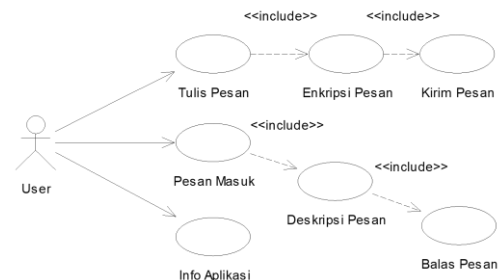 <<include>>
<<include>>
Tulis Pesan
Enkripsi Pesan
Kirim Pesan
<<include>>
<<include>>
User
Pesan Masuk
Deskripsi Pesan
Balas Pesan
Info Aplikasi